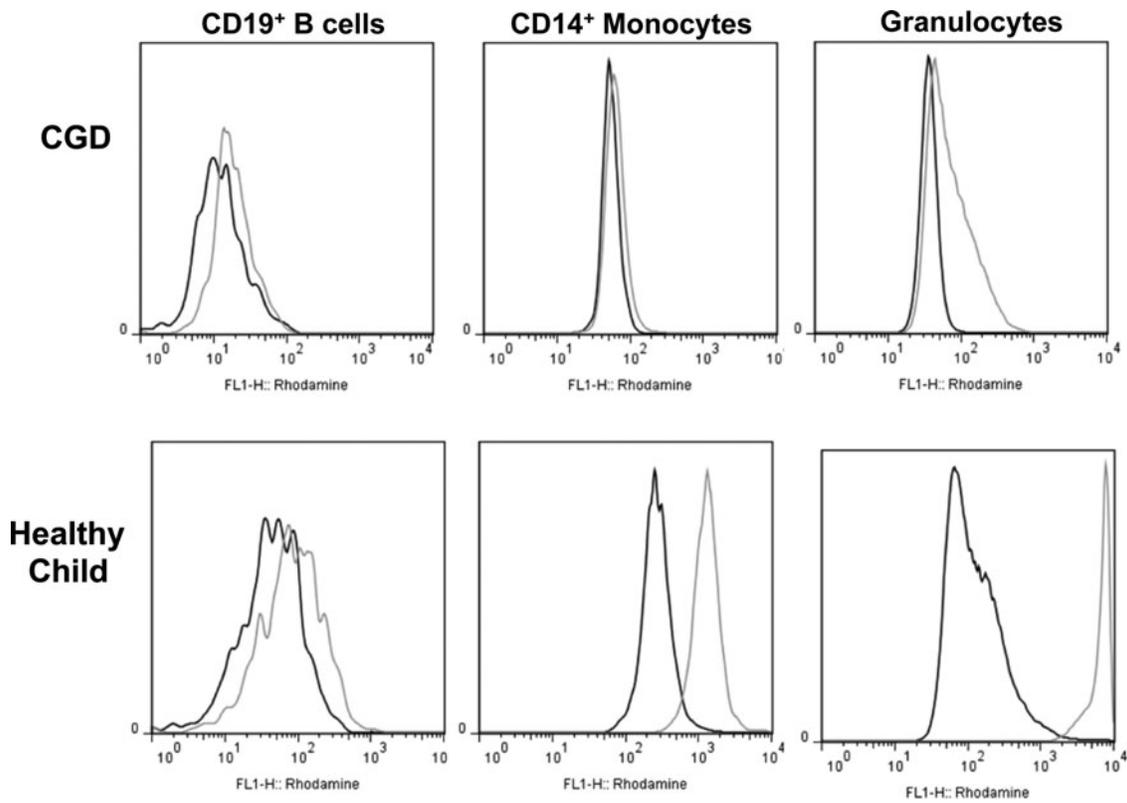 CD19⁺ B cells
CD14⁺ Monocytes
Granulocytes
CGD
0
10⁰ 10¹ 10² 10³ 10⁴
FL1-H:: Rhodamine
0
10⁰ 10¹ 10² 10³ 10
FL1-H:: Rhodamine
0
10⁰ 10¹ 10² 10³ 10⁴
FL1-H:: Rhodamine
Healthy
Child
0
10⁰ 10¹ 10² 10³ 10
FL1-H:: Rhodamine
0
10⁰ 10¹ 10² 10³ 10⁴
FL1-H:: Rhodamine
0
10⁰ 10¹ 10² 10³ 10⁴
FL1-H:: Rhodamine